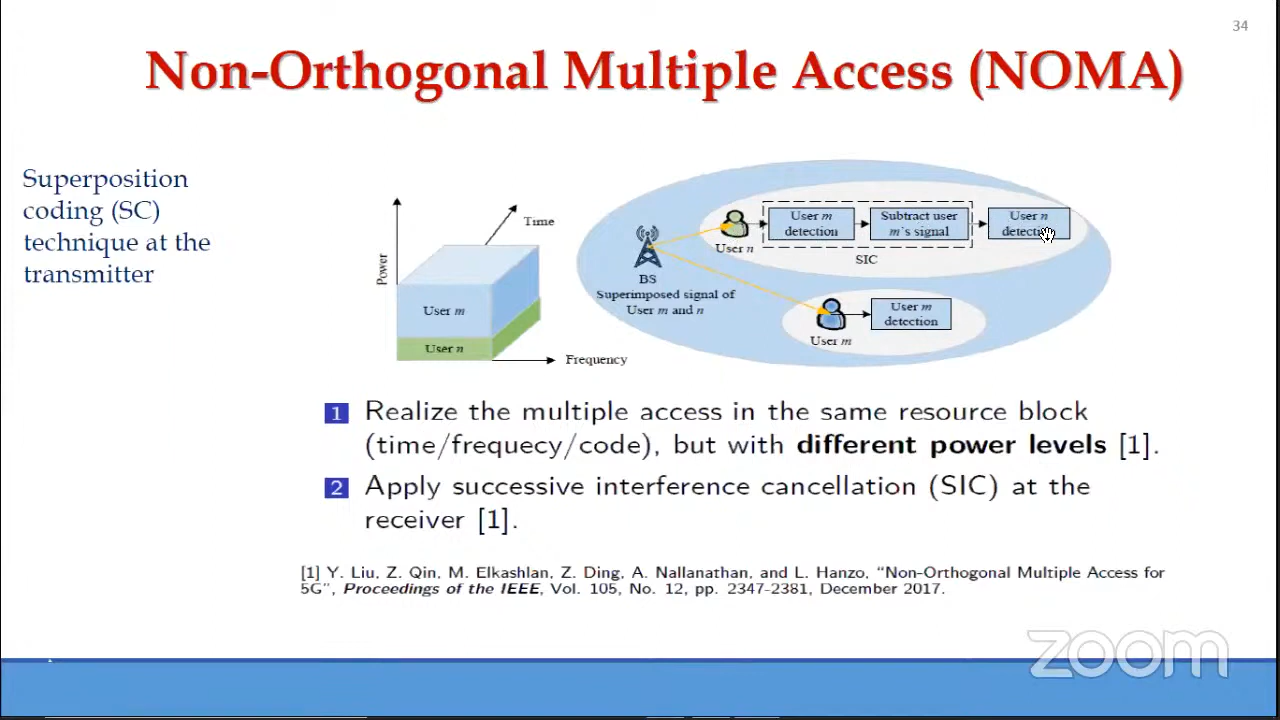 34
Non-Orthogonal Multiple Access (NOMA)
Superposition
coding (SC)
technique at the
transmitter
Power
Time
User m
User n
Frequency
BS
Superimposed signal of
User m and n
User n
User m
detection
Subtract user
m's signal
SIC
User n
detection
User m
User m
detection
1 Realize the multiple access in the same resource block
(time/frequecy/code), but with different power levels [1].
2 Apply successive interference cancellation (SIC) at the
receiver [1].
[1] Y. Liu, Z. Qin, M. Elkashlan, Z. Ding, A. Nallanathan, and L. Hanzo, "Non-Orthogonal Multiple Access for
5G", Proceedings of the IEEE, Vol. 105, No. 12, pp. 2347-2381, December 2017.
zoom